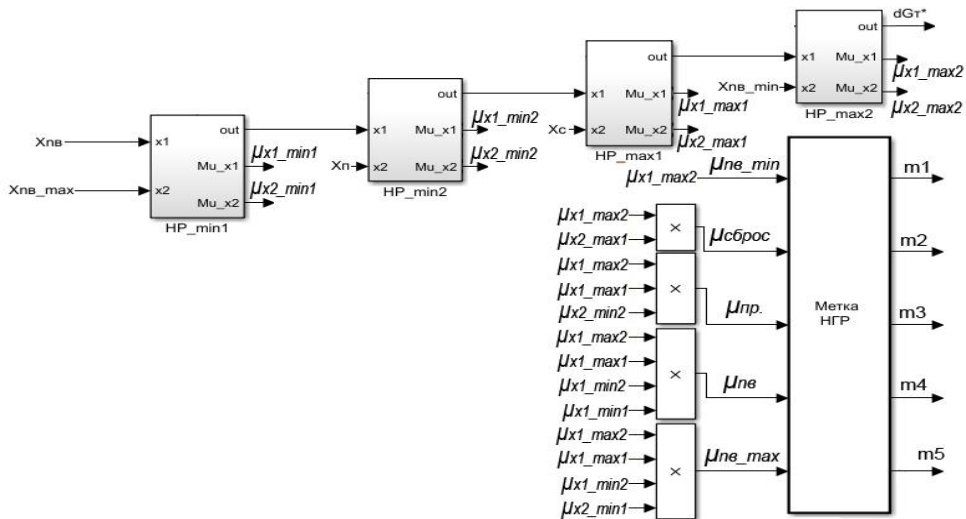 out
dGт*
x1
Mu_x1
μx1_max2
Xпв_min
x2
Mu_x2
μx2_max2
HP_max2
out
x1
Mu_x1
μx1_max1
Xc
x2
Mu_x2
μx2_max1
HP_max1
out
x1
Mu_x1
μx1_min2
Xп
x2
Mu_x2
μx2_min2
HP_min2
Xпв
x1
out
Mu_x1
μx1_min1
Xпв_max
x2
Mu_x2
μx2_min1
HP_min1
μx1_max2
μпв_min
m1
μx1_max2
μx2_max1
×
μсброс
m2
μx1_max2
μx1_max1
μx2_min2
×
μпр.
m3
Метка
НГР
μx1_max2
μx1_max1
μx1_min2
μx1_min1
×
μпв
m4
μx1_max2
μx1_max1
μx1_min2
μx2_min1
×
μпв_max
m5